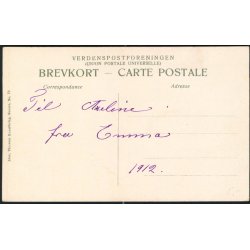 VERDENSPOSTFORENINGEN
(UNION POSTALE UNIVERSELLE)
BREVKORT - CARTE POSTALE
Correspondance
Adresse
Til Adeline
fra Emma
1912.